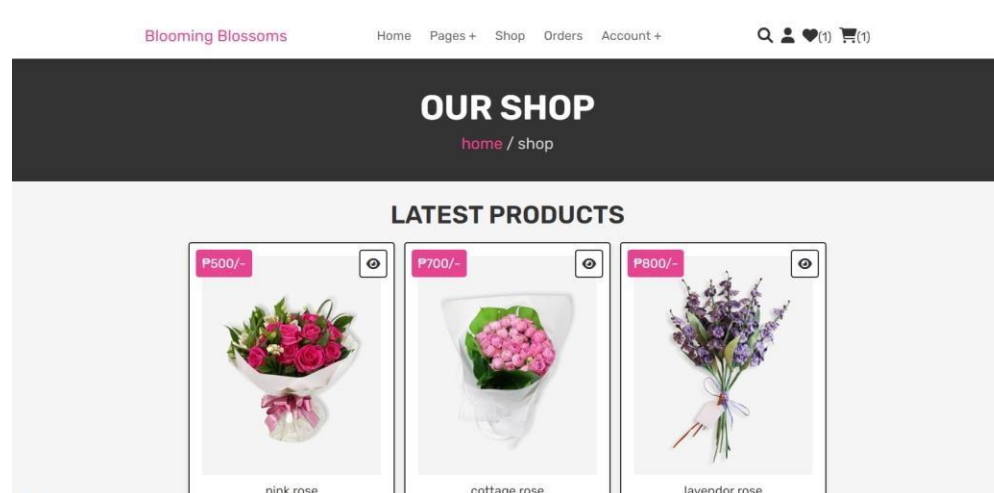 Blooming Blossoms Home Pages + Shop Orders Account + (1) (1)
OUR SHOP
home / shop
LATEST PRODUCTS
₱500/- ₱700/- ₱800/-
pink rose cottage rose lavendor rose